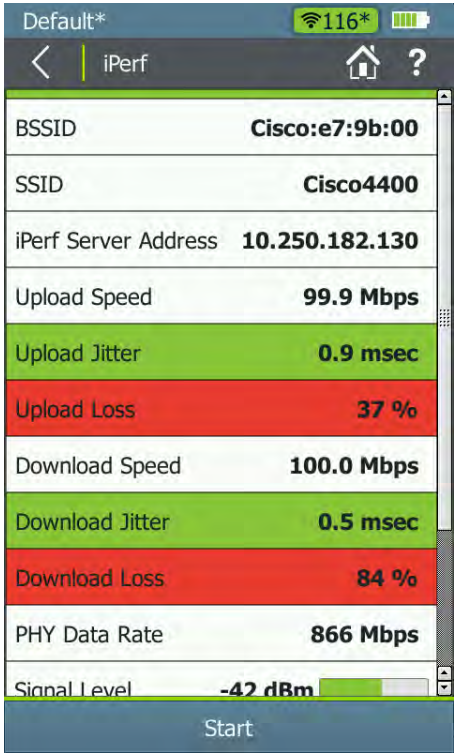 Default* 116*
iPerf ?
BSSID Cisco:e7:9b:00
SSID Cisco4400
iPerf Server Address 10.250.182.130
Upload Speed 99.9 Mbps
Upload Jitter 0.9 msec
Upload Loss 37 %
Download Speed 100.0 Mbps
Download Jitter 0.5 msec
Download Loss 84 %
PHY Data Rate 866 Mbps
Signal Level -42 dBm
Start